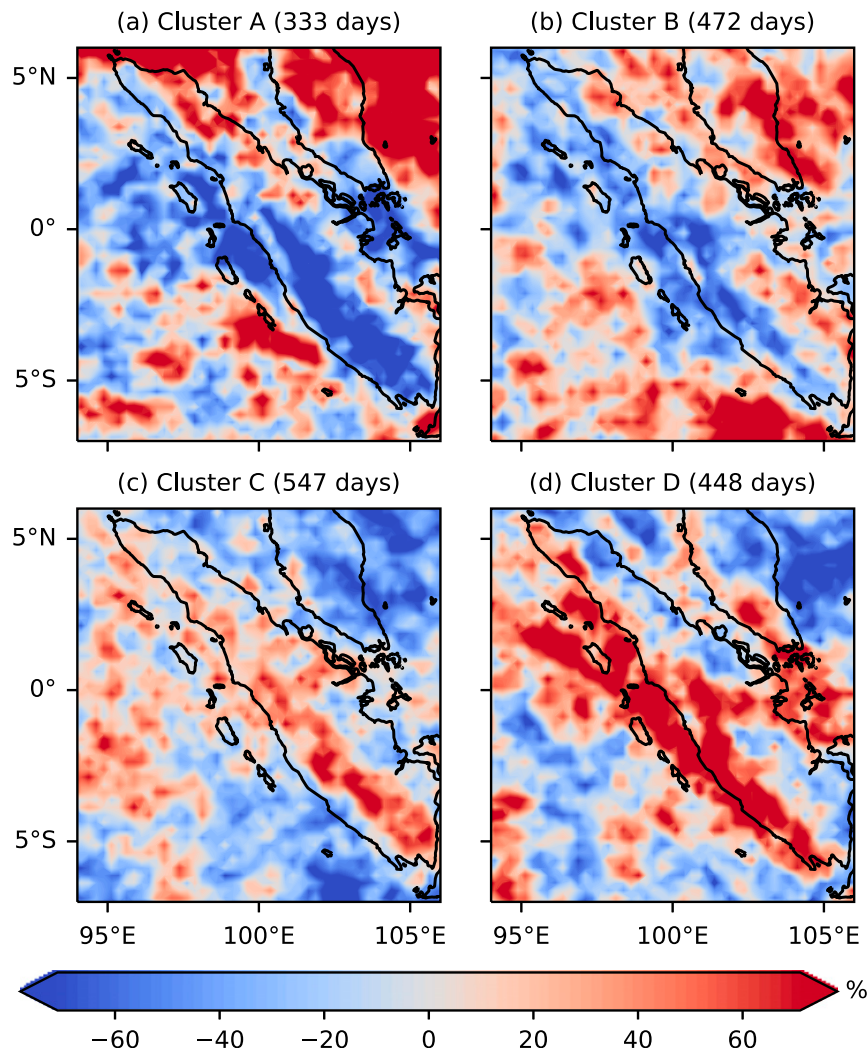 (a) Cluster A (333 days)
(b) Cluster B (472 days)
5°N
0°
5°S
(c) Cluster C (547 days)
(d) Cluster D (448 days)
5°N
0°
5°S
95°E 100°E 105°E
95°E 100°E 105°E
%
−60 −40 −20 0 20 40 60